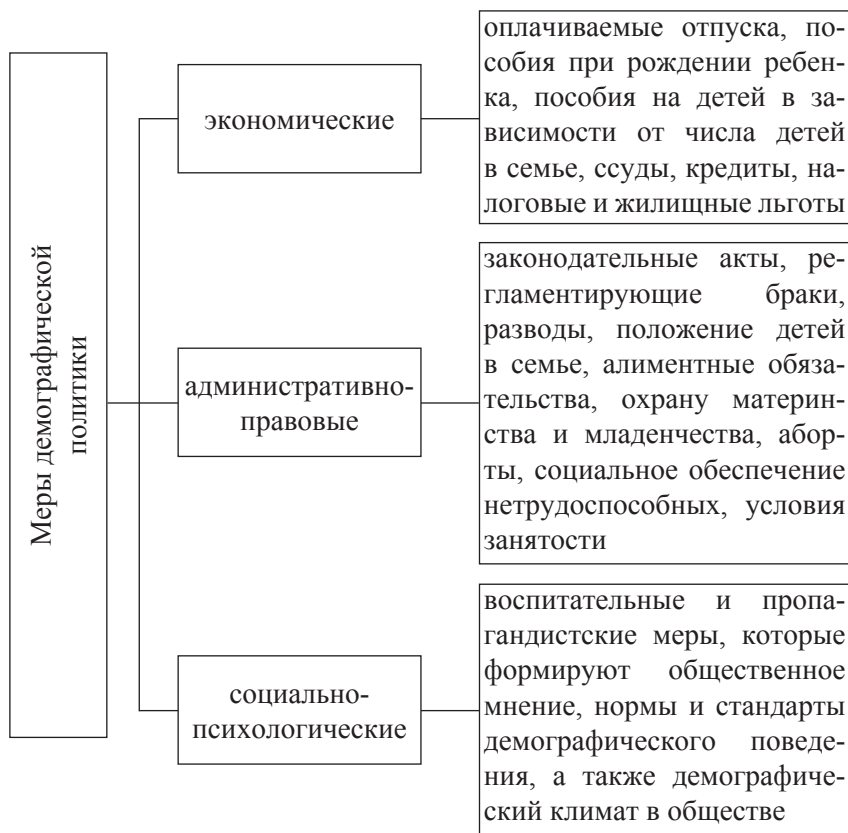 Меры демографической
политики
экономические
оплачиваемые отпуска, по-
собия при рождении ребен-
ка, пособия на детей в за-
висимости от числа детей
в семье, ссуды, кредиты, на-
логовые и жилищные льготы
административно-
правовые
законодательные акты, ре-
гламентирующие браки,
разводы, положение детей
в семье, алиментные обяза-
тельства, охрану материн-
ства и младенчества, абор-
ты, социальное обеспечение
нетрудоспособных, условия
занятости
социально-
психологические
воспитательные и пропа-
гандистские меры, которые
формируют общественное
мнение, нормы и стандарты
демографического поведе-
ния, а также демографиче-
ский климат в обществе